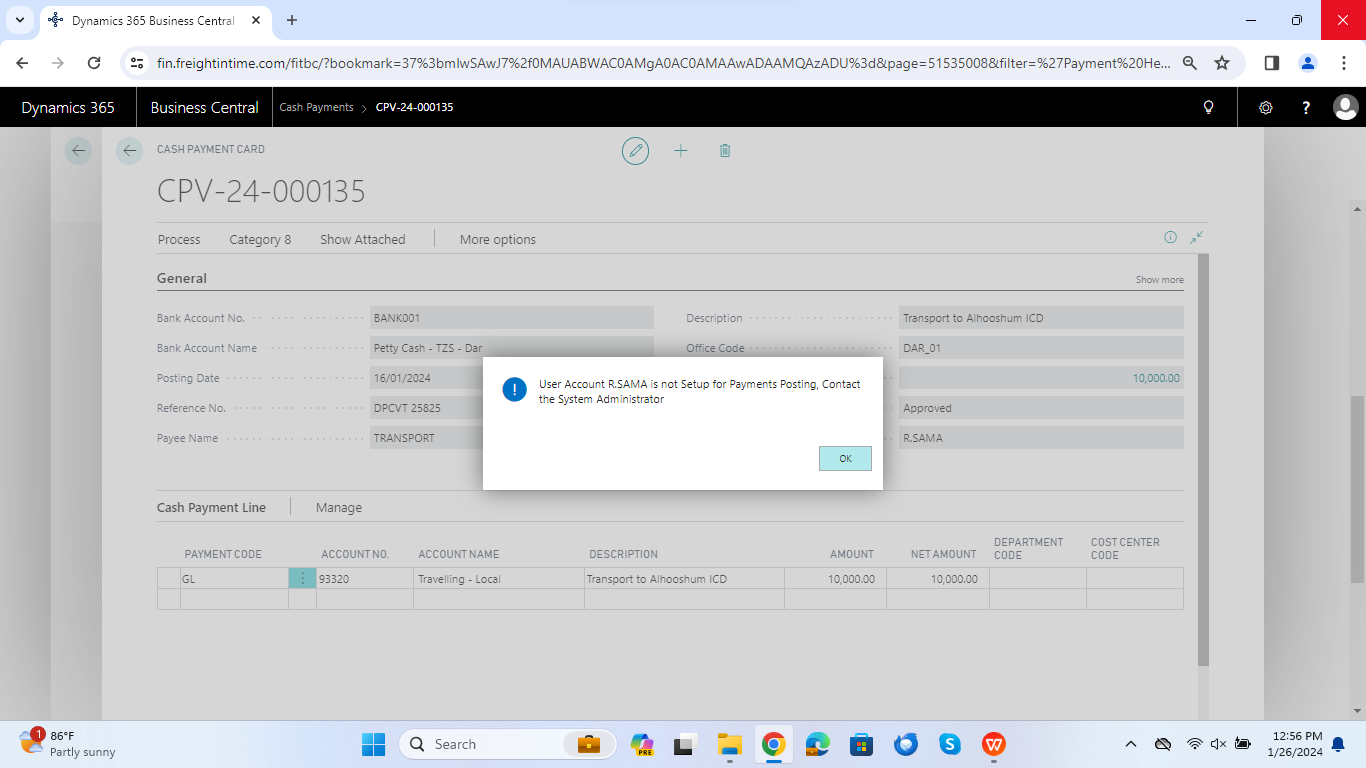 Dynamics 365 Business Central
fin.freightintime.com/fitbc/?bookmark=37%3bmlwSAwJ7%2f0MAUABWAC0AMgA0AC0AMAAwADAAMQAzADU%3d&page=51535008&filter=%27Payment%20He...
Dynamics 365
Business Central
Cash Payments > CPV-24-000135
?
CASH PAYMENT CARD
CPV-24-000135
Process
Category 8
Show Attached
More options
General
Show more
Bank Account No.
BANK001
Description
Transport to Alhooshum ICD
Bank Account Name
Petty Cash - TZS - Dar
Office Code
DAR_01
Posting Date
16/01/2024
10,000.00
Reference No.
DPCVT 25825
Approved
Payee Name
TRANSPORT
R.SAMA
User Account R.SAMA is not Setup for Payments Posting, Contact
the System Administrator
OK
Cash Payment Line
Manage
PAYMENT CODE
ACCOUNT NO.
ACCOUNT NAME
DESCRIPTION
AMOUNT
NET AMOUNT
DEPARTMENT
CODE
COST CENTER
CODE
GL
93320
Travelling - Local
Transport to Alhooshum ICD
10,000.00
10,000.00
1
86°F
Partly sunny
Search
PRE
12:56 PM
1/26/2024